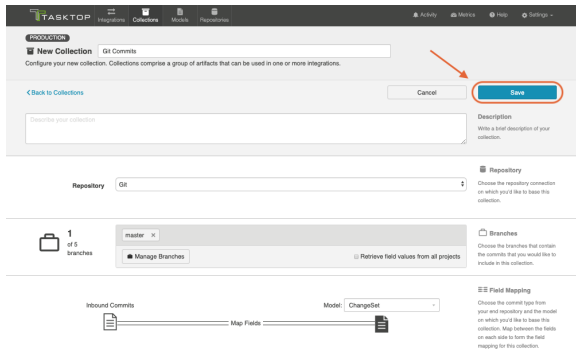 TASKTOP
Integrations
Collections
Models
Repositories
Activity
Metrics
Help
Settings
PRODUCTION
New Collection
Git Commits
Configure your new collection. Collections comprise a group of artifacts that can be used in one or more integrations.
Back to Collections
Cancel
Save
Describe your collection
Description
Write a brief description of your
collection.
Repository
Git
Repository
Choose the repository connection
on which you'd like to base this
collection.
1
of 5
branches
master ×
Manage Branches
Retrieve field values from all projects
Branches
Choose the branches that contain
the commits that you would like to
include in this collection.
Inbound Commits
Model:
ChangeSet
Map Fields
Field Mapping
Choose the commit type from
your end repository and the model
on which you'd like to base this
collection. Map between the fields
on each side to form the field
mapping for this collection.